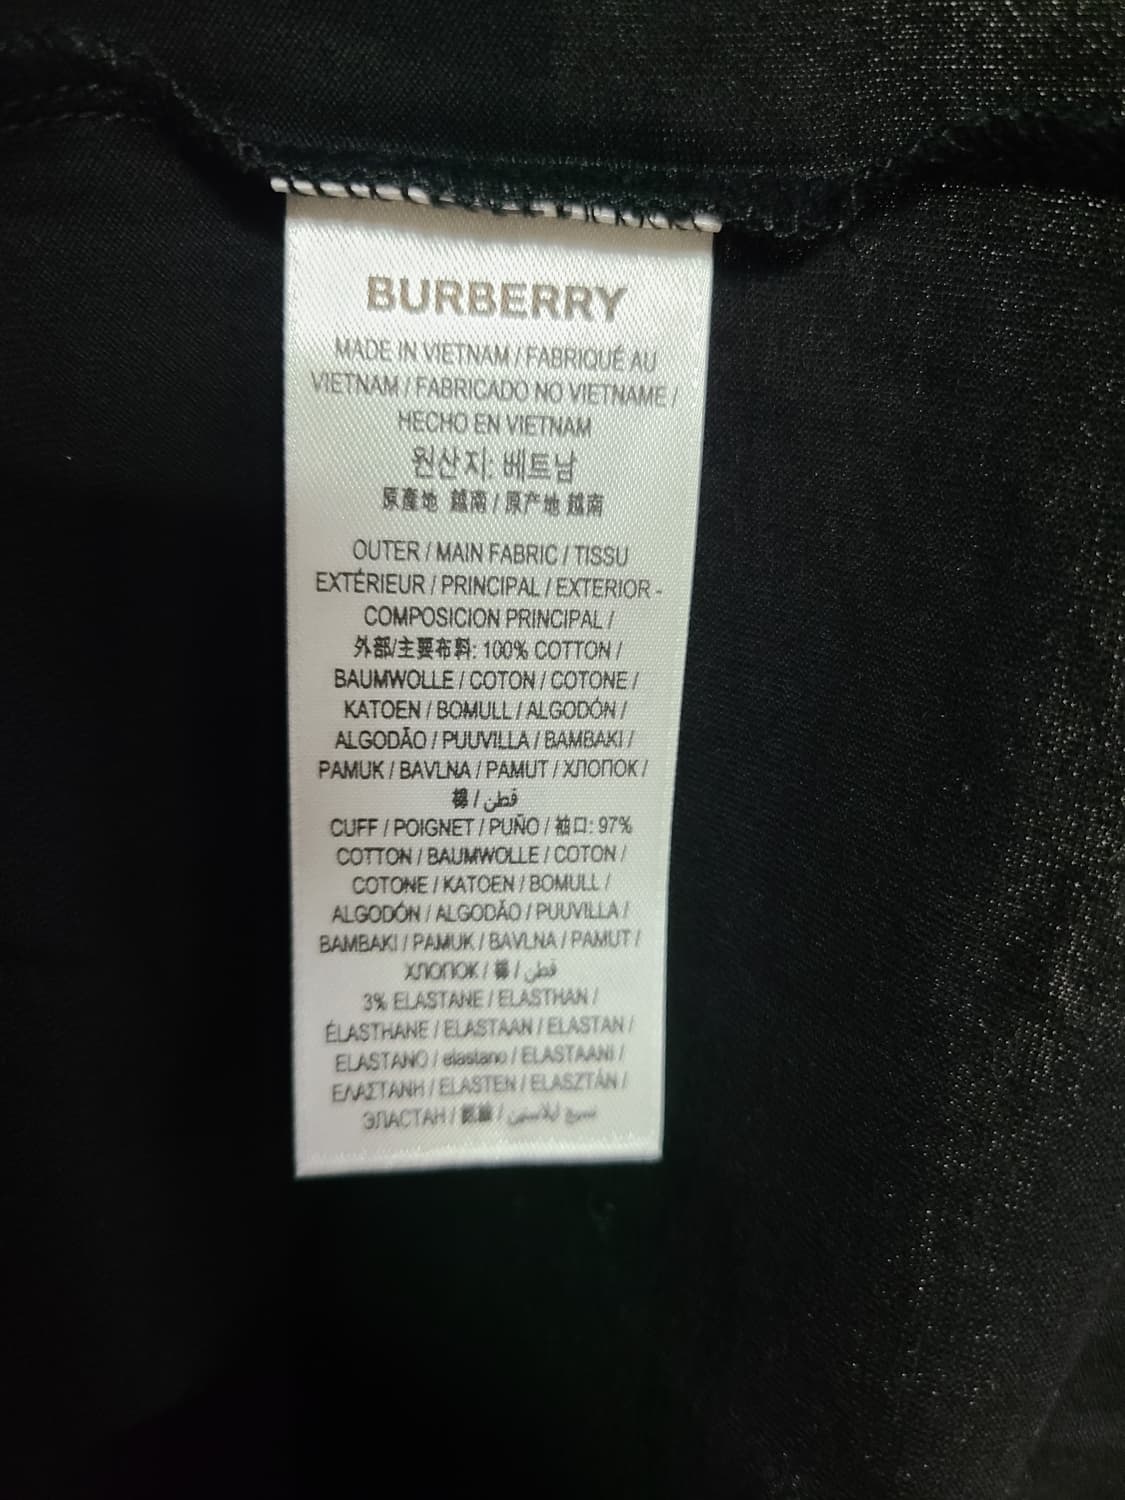 BURBERRY
MADE IN VIETNAM / FABRIQUÉ AU
VIETNAM / FABRICADO NO VIETNAME /
HECHO EN VIETNAM
원산지: 베트남
原產地 越南 / 原产地 越南
OUTER / MAIN FABRIC / TISSU
EXTÉRIEUR / PRINCIPAL / EXTERIOR -
COMPOSICION PRINCIPAL /
外部/主要布料: 100% COTTON /
BAUMWOLLE / COTON / COTONE /
KATOEN / BOMULL / ALGODÓN /
ALGODÃO / PUUVILLA / BAMBAKI /
PAMUK / BAVLNA / PAMUT / ХЛОПОК /
棉 / قطن
CUFF / POIGNET / PUÑO / 袖口: 97%
COTTON / BAUMWOLLE / COTON /
COTONE / KATOEN / BOMULL /
ALGODÓN / ALGODÃO / PUUVILLA /
BAMBAKI / PAMUK / BAVLNA / PAMUT /
ХЛОПОК / 棉 / قطن
3% ELASTANE / ELASTHAN /
ÉLASTHANE / ELASTAAN / ELASTAN /
ELASTANO / elastano / ELASTAANI /
ΕΛΑΣΤΑΝΗ / ELASTEN / ELASZTÁN /
ЭЛАСТАН /